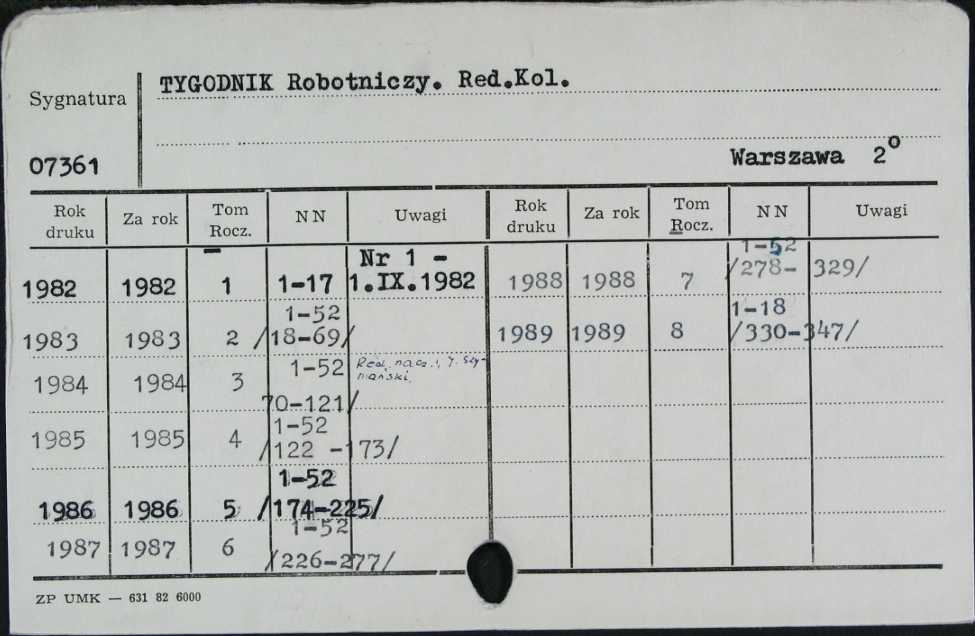 TYGODNIK Robotniczy. Red.Kol.
Sygnatura
07361
Warszawa 2°
Rok druku Za rok Tom Rocz. NN Uwagi Rok druku Za rok Tom Rocz. NN Uwagi
1982 1982 1 1-17 Nr 1 - 1.IX.1982 1988 1988 7 1-52 /278- 329/
1983 1983 2 1-52 /18-69/ 1989 1989 8 1-18 /330-347/
1984 1984 3 1-52 70-121/ Red. nacz.: J. Szymański.
1985 1985 4 1-52 /122 -173/
1986 1986 5 1-52 /174-225/
1987 1987 6 1-52 /226-277/
ZP UMK — 631 82 6000